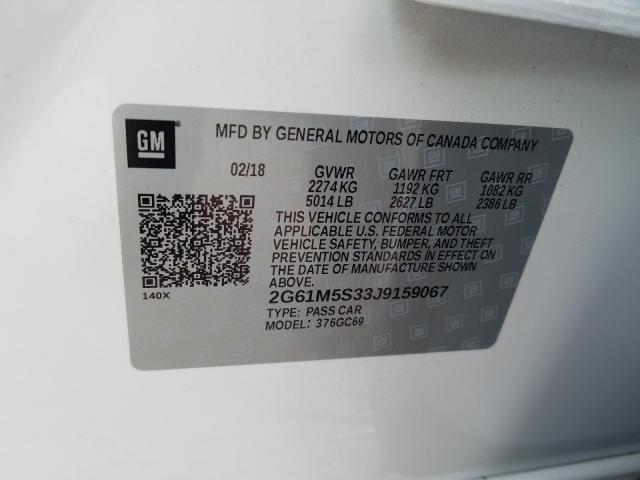 GM
MFD BY GENERAL MOTORS OF CANADA COMPANY
02/18 GVWR GAWR FRT GAWR RR
2274 KG 1192 KG 1082 KG
5014 LB 2627 LB 2386 LB
THIS VEHICLE CONFORMS TO ALL
APPLICABLE U.S. FEDERAL MOTOR
VEHICLE SAFETY, BUMPER, AND THEFT
PREVENTION STANDARDS IN EFFECT
ON THE DATE OF MANUFACTURE SHOWN
ABOVE.
140X
2G61M5S33J9159067
TYPE: PASS CAR
MODEL: 376GC69